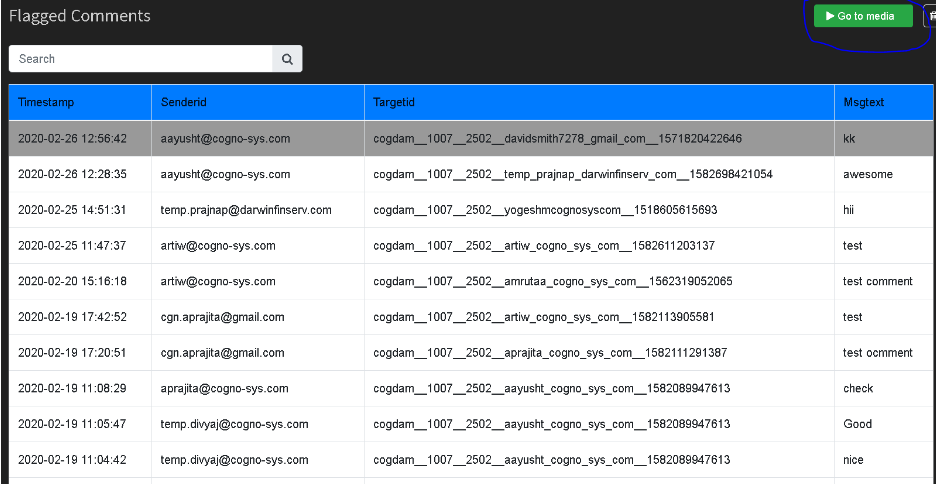 Flagged Comments
Go to media
Search
Timestamp Senderid Targetid Msgtext
2020-02-26 12:56:42 aayusht@cogno-sys.com cogdam__1007__2502__davidsmith7278_gmail_com__1571820422646 kk
2020-02-26 12:28:35 aayusht@cogno-sys.com cogdam__1007__2502__temp_prajnap_darwinfinserv_com__1582698421054 awesome
2020-02-25 14:51:31 temp.prajnap@darwinfinserv.com cogdam__1007__2502__yogeshmcognosyscom__1518605615693 hii
2020-02-25 11:47:37 artiw@cogno-sys.com cogdam__1007__2502__artiw_cogno_sys_com__1582611203137 test
2020-02-20 15:16:18 artiw@cogno-sys.com cogdam__1007__2502__amrutaa_cogno_sys_com__1562319052065 test comment
2020-02-19 17:42:52 cgn.aprajita@gmail.com cogdam__1007__2502__artiw_cogno_sys_com__1582113905581 test
2020-02-19 17:20:51 cgn.aprajita@gmail.com cogdam__1007__2502__aprajita_cogno_sys_com__1582111291387 test ocmment
2020-02-19 11:08:29 aprajita@cogno-sys.com cogdam__1007__2502__aayusht_cogno_sys_com__1582089947613 check
2020-02-19 11:05:47 temp.divyaj@cogno-sys.com cogdam__1007__2502__aayusht_cogno_sys_com__1582089947613 Good
2020-02-19 11:04:42 temp.divyaj@cogno-sys.com cogdam__1007__2502__aayusht_cogno_sys_com__1582089947613 nice